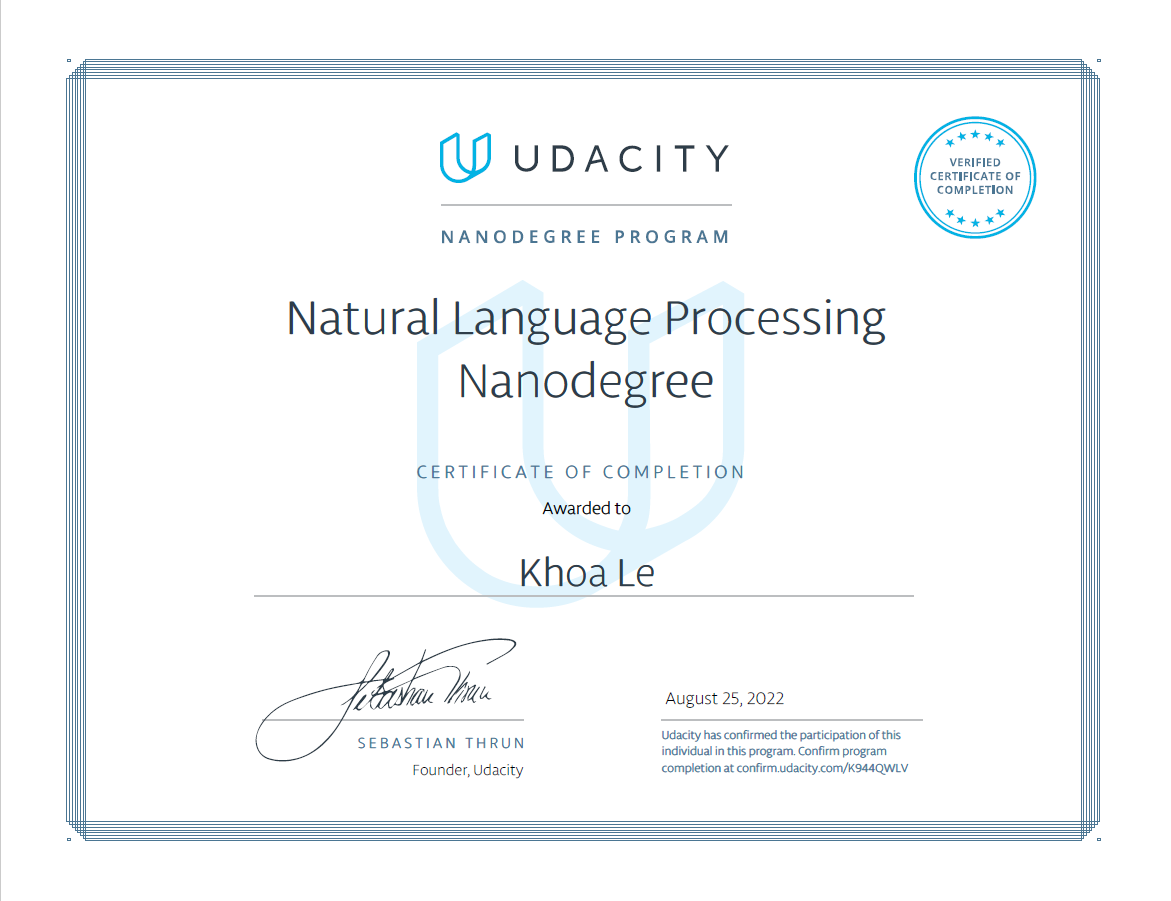 UDACITY
VERIFIED
CERTIFICATE OF
COMPLETION
NANODEGREE PROGRAM
Natural Language Processing
Nanodegree
CERTIFICATE OF COMPLETION
Awarded to
Khoa Le
Sebastian Thrun
SEBASTIAN THRUN
Founder, Udacity
August 25, 2022
Udacity has confirmed the participation of this
individual in this program. Confirm program
completion at confirm.udacity.com/K944QWLV